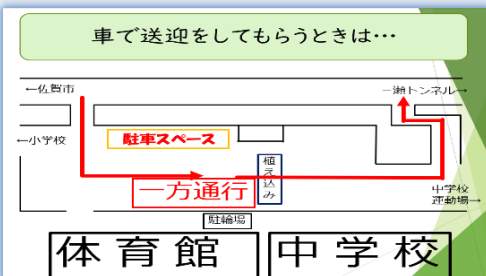 車で送迎をしてもらうときは…
←佐賀市
一瀬トンネル→
←小学校
駐車スペース
植え込み
一方通行
中学校
運動場→
駐輪場
体育館
中学校